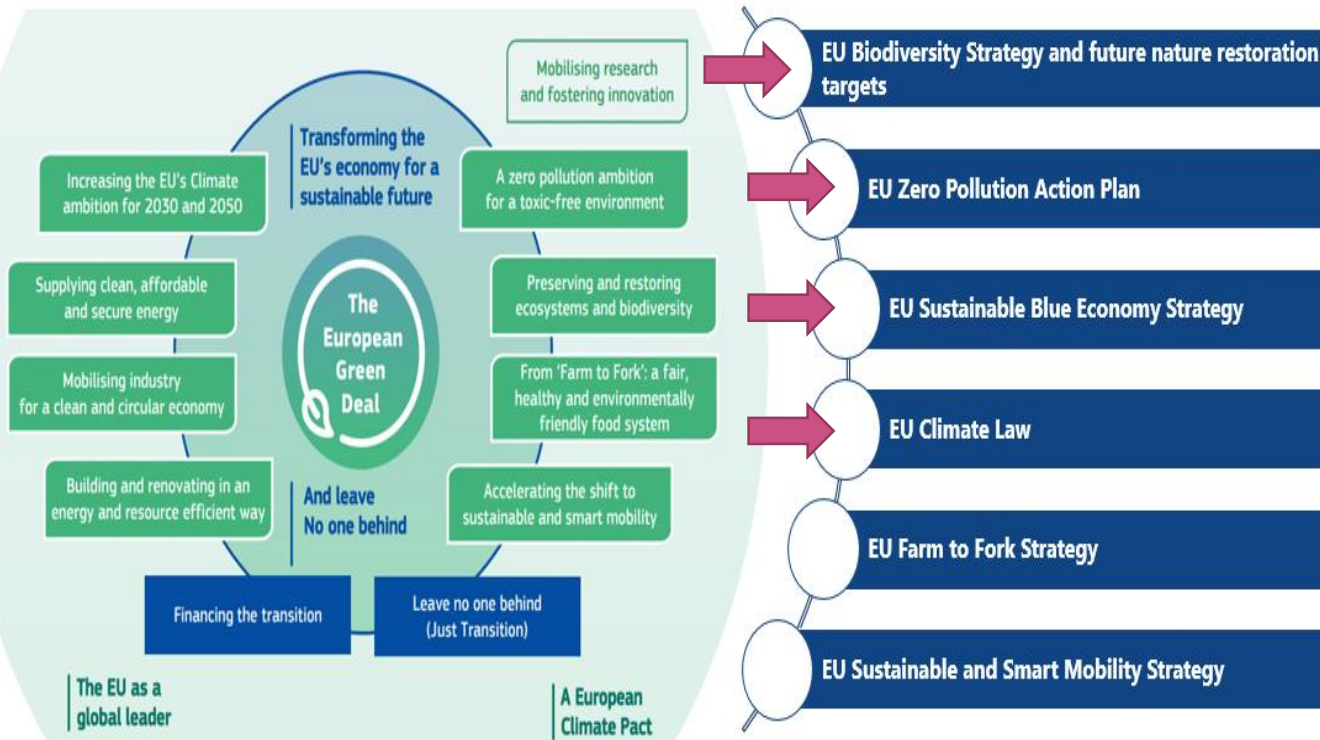 Mobilising research
and fostering innovation
Transforming the
EU's economy for a
sustainable future
Increasing the EU's Climate
ambition for 2030 and 2050
Supplying clean, affordable
and secure energy
Mobilising industry
for a clean and circular economy
Building and renovating in an
energy and resource efficient way
The
European
Green
Deal
A zero pollution ambition
for a toxic-free environment
Preserving and restoring
ecosystems and biodiversity
From 'Farm to Fork': a fair,
healthy and environmentally
friendly food system
Accelerating the shift to
sustainable and smart mobility
And leave
No one behind
Financing the transition
Leave no one behind
(Just Transition)
The EU as a
global leader
A European
Climate Pact
EU Biodiversity Strategy and future nature restoration
targets
EU Zero Pollution Action Plan
EU Sustainable Blue Economy Strategy
EU Climate Law
EU Farm to Fork Strategy
EU Sustainable and Smart Mobility Strategy